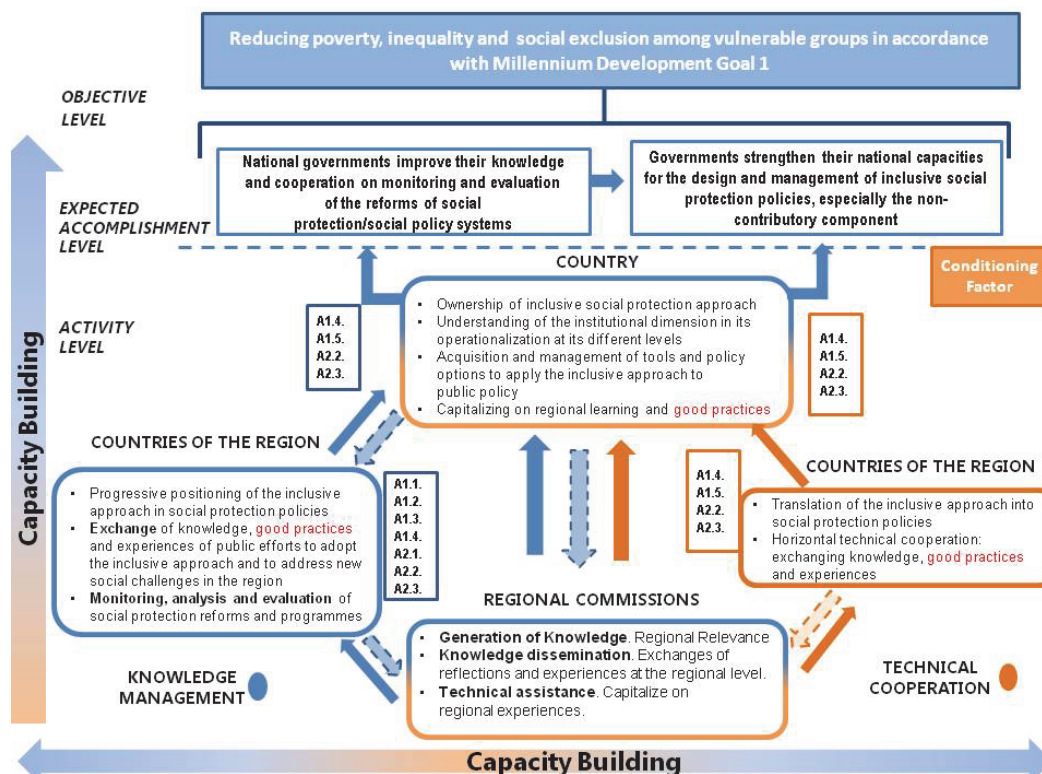 Reducing poverty, inequality and social exclusion among vulnerable groups in accordance
with Millennium Development Goal 1
OBJECTIVE
LEVEL
National governments improve their knowledge
and cooperation on monitoring and evaluation
of the reforms of social
protection/social policy systems
Governments strengthen their national capacities
for the design and management of inclusive social
protection policies, especially the non-
contributory component
EXPECTED
ACCOMPLISHMENT
LEVEL
COUNTRY
Conditioning
Factor
ACTIVITY
LEVEL
A1.4.
A1.5.
A2.2.
A2.3.
• Ownership of inclusive social protection approach
• Understanding of the institutional dimension in its
operationalization at its different levels
• Acquisition and management of tools and policy
options to apply the inclusive approach to
public policy
• Capitalizing on regional learning and good practices
A1.4.
A1.5.
A2.2.
A2.3.
Capacity Building
COUNTRIES OF THE REGION
• Progressive positioning of the inclusive
approach in social protection policies
• Exchange of knowledge, good practices
and experiences of public efforts to adopt
the inclusive approach and to address new
social challenges in the region
• Monitoring, analysis and evaluation of
social protection reforms and programmes
A1.1.
A1.2.
A1.3.
A1.4.
A2.1.
A2.2.
A2.3.
A1.4.
A1.5.
A2.2.
A2.3.
COUNTRIES OF THE REGION
• Translation of the inclusive approach into
social protection policies
• Horizontal technical cooperation:
exchanging knowledge, good practices
and experiences
REGIONAL COMMISSIONS
• Generation of Knowledge. Regional Relevance
• Knowledge dissemination. Exchanges of
reflections and experiences at the regional level.
• Technical assistance. Capitalize on
regional experiences.
KNOWLEDGE
MANAGEMENT
TECHNICAL
COOPERATION
Capacity Building